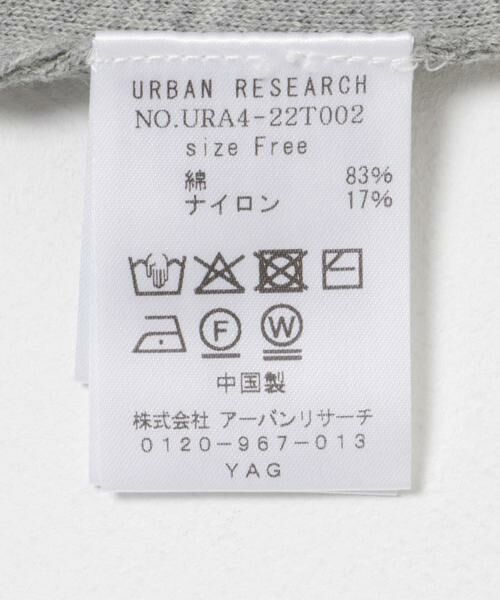 URBAN RESEARCH
NO.URA4-22T002
size Free
綿 83%
ナイロン 17%
F W
中国製
株式会社 アーバンリサーチ
0120-967-013
YAG